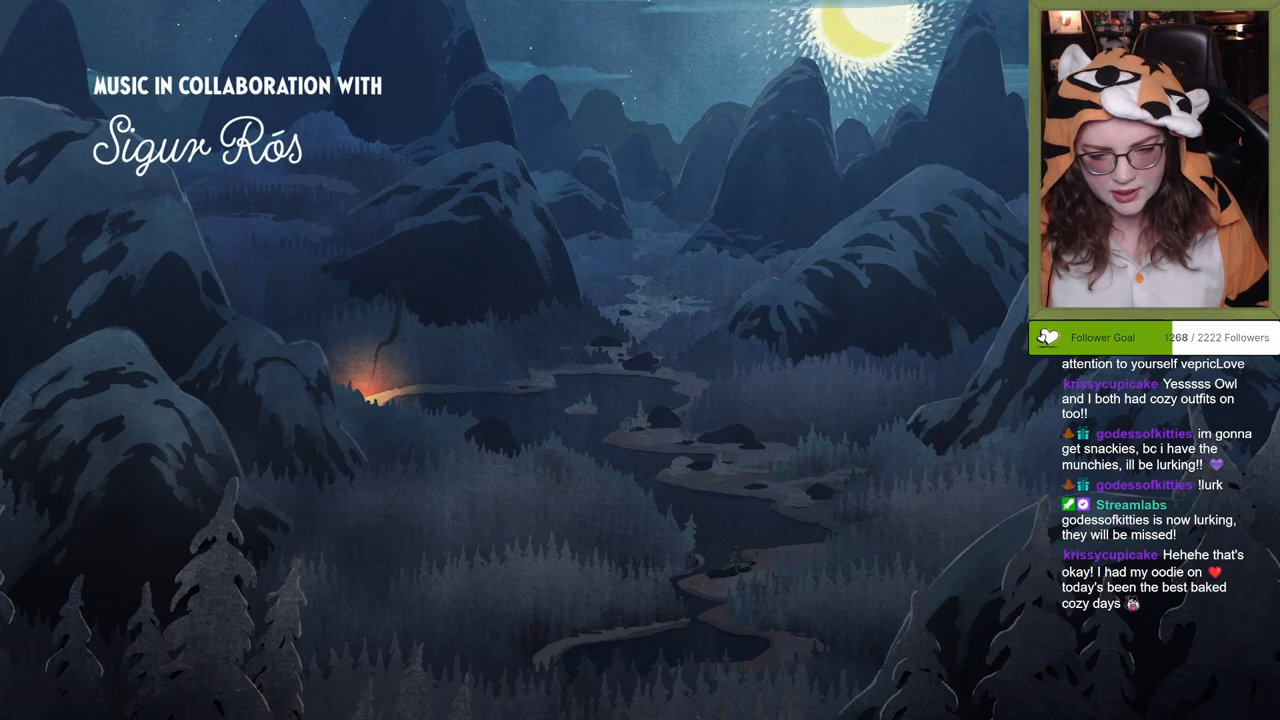 MUSIC IN COLLABORATION WITH
Sigur Rós
Follower Goal 1268 / 2222 Followers
attention to yourself vepricLove
krissycupicake Yesssss Owl
and I both had cozy outfits on
too!!
godessofkitties im gonna
get snackies, bc i have the
munchies, ill be lurking!! 💜
godessofkitties !lurk
Streamlabs
godessofkitties is now lurking,
they will be missed!
krissycupicake Hehehe that's
okay! I had my oodie on ❤️
today's been the best baked
cozy days